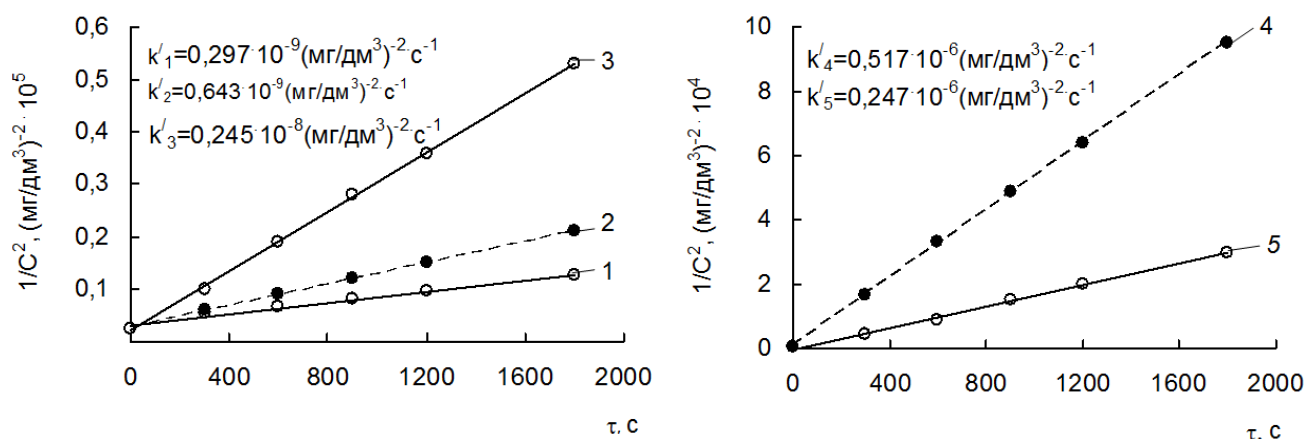 1/C², (мг/дм³)⁻² · 10⁵
0,6
0,5
0,4
0,3
0,2
0,1
k′₁=0,297·10⁻⁹(мг/дм³)⁻²·с⁻¹
k′₂=0,643·10⁻⁹(мг/дм³)⁻²·с⁻¹
k′₃=0,245·10⁻⁸(мг/дм³)⁻²·с⁻¹
3
2
1
0 400 800 1200 1600 2000
τ, с
1/C², (мг/дм³)⁻² · 10⁴
10
8
6
4
2
0
k′₄=0,517·10⁻⁶(мг/дм³)⁻²·с⁻¹
k′₅=0,247·10⁻⁶(мг/дм³)⁻²·с⁻¹
4
5
0 400 800 1200 1600 2000
τ, с